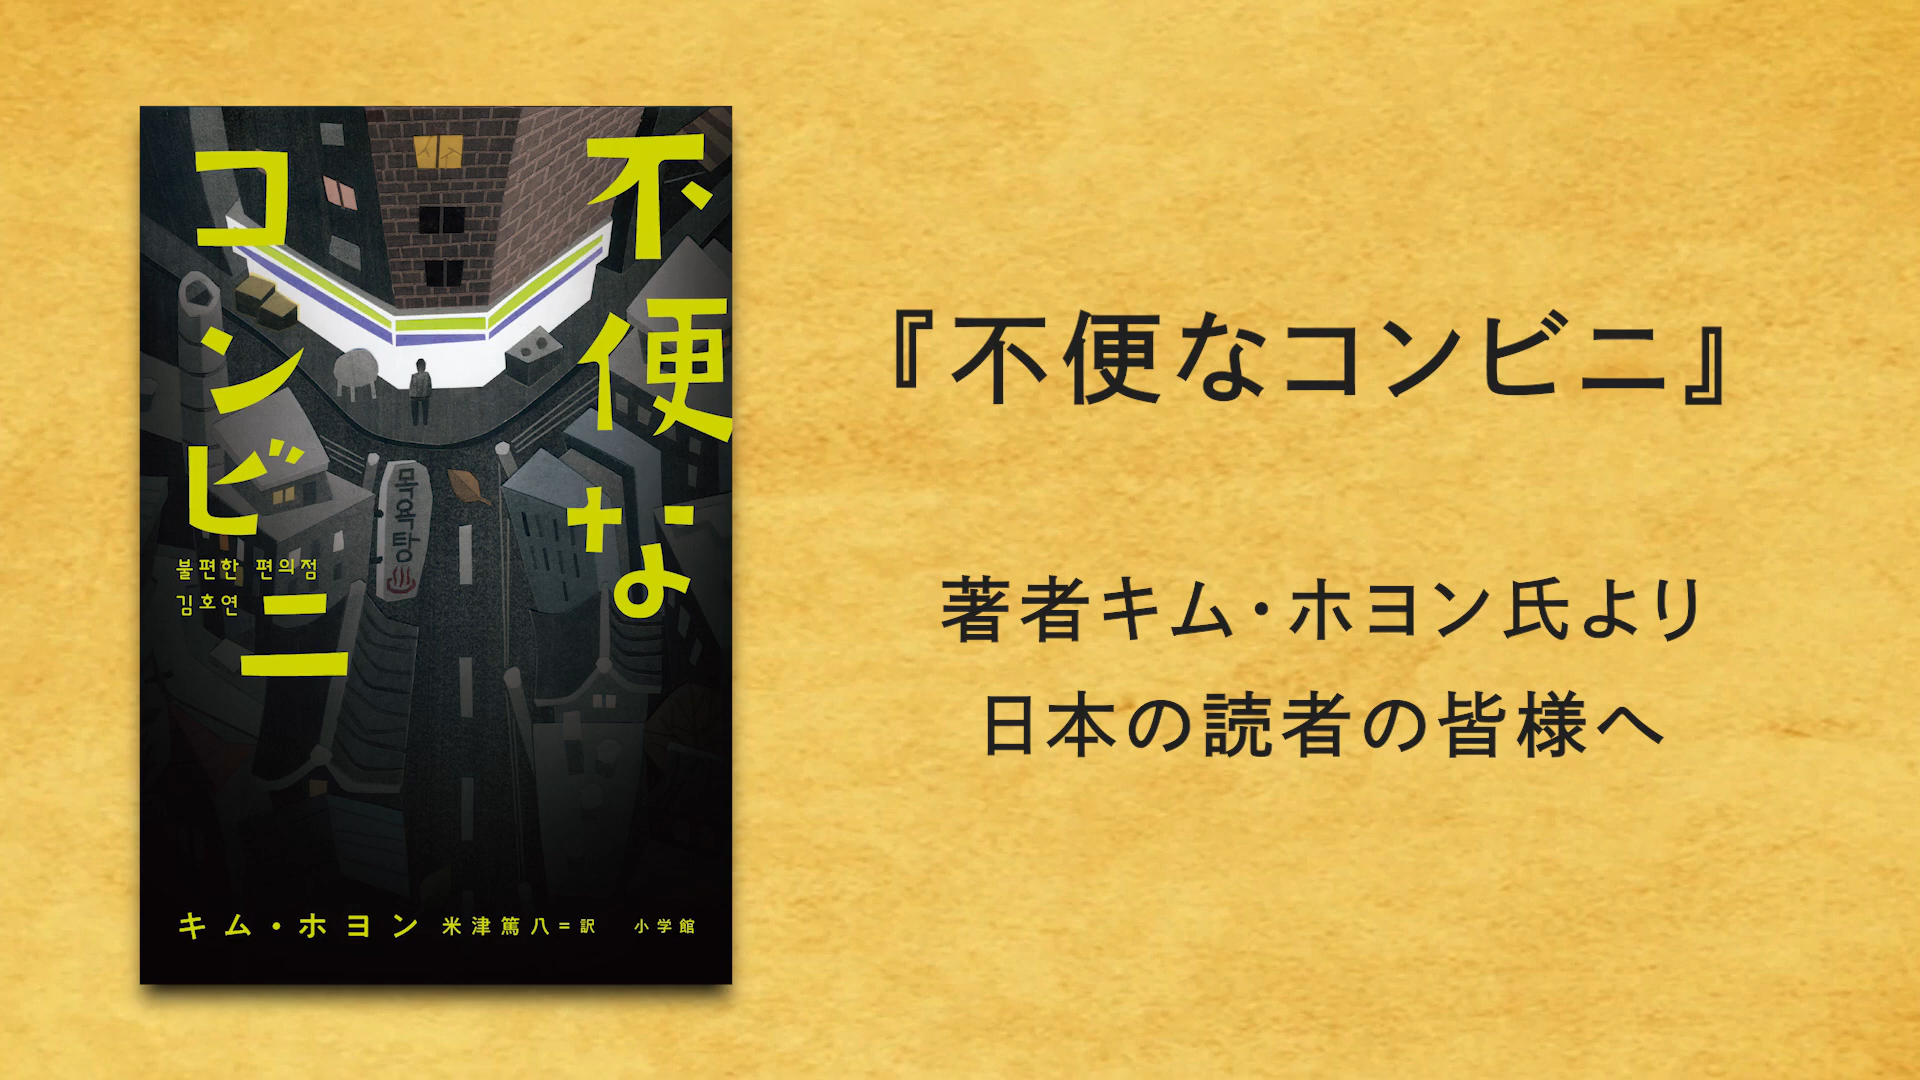 不便な
コンビニ
불편한 편의점
김호연
목욕탕
キム・ホヨン 米津篤八=訳 小学館
『不便なコンビニ』
著者キム・ホヨン氏より
日本の読者の皆様へ